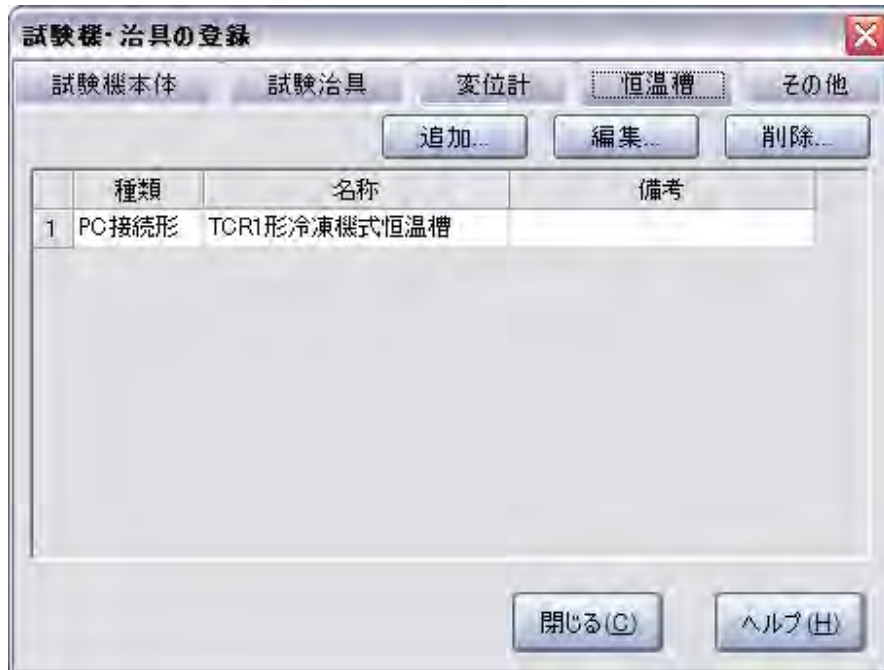 試験機・治具の登録
試験機本体 試験治具 変位計 恒温槽 その他
追加... 編集... 削除...
種類 名称 備考
1 PC接続形 TCR1形冷凍機式恒温槽
閉じる(C) ヘルプ(H)